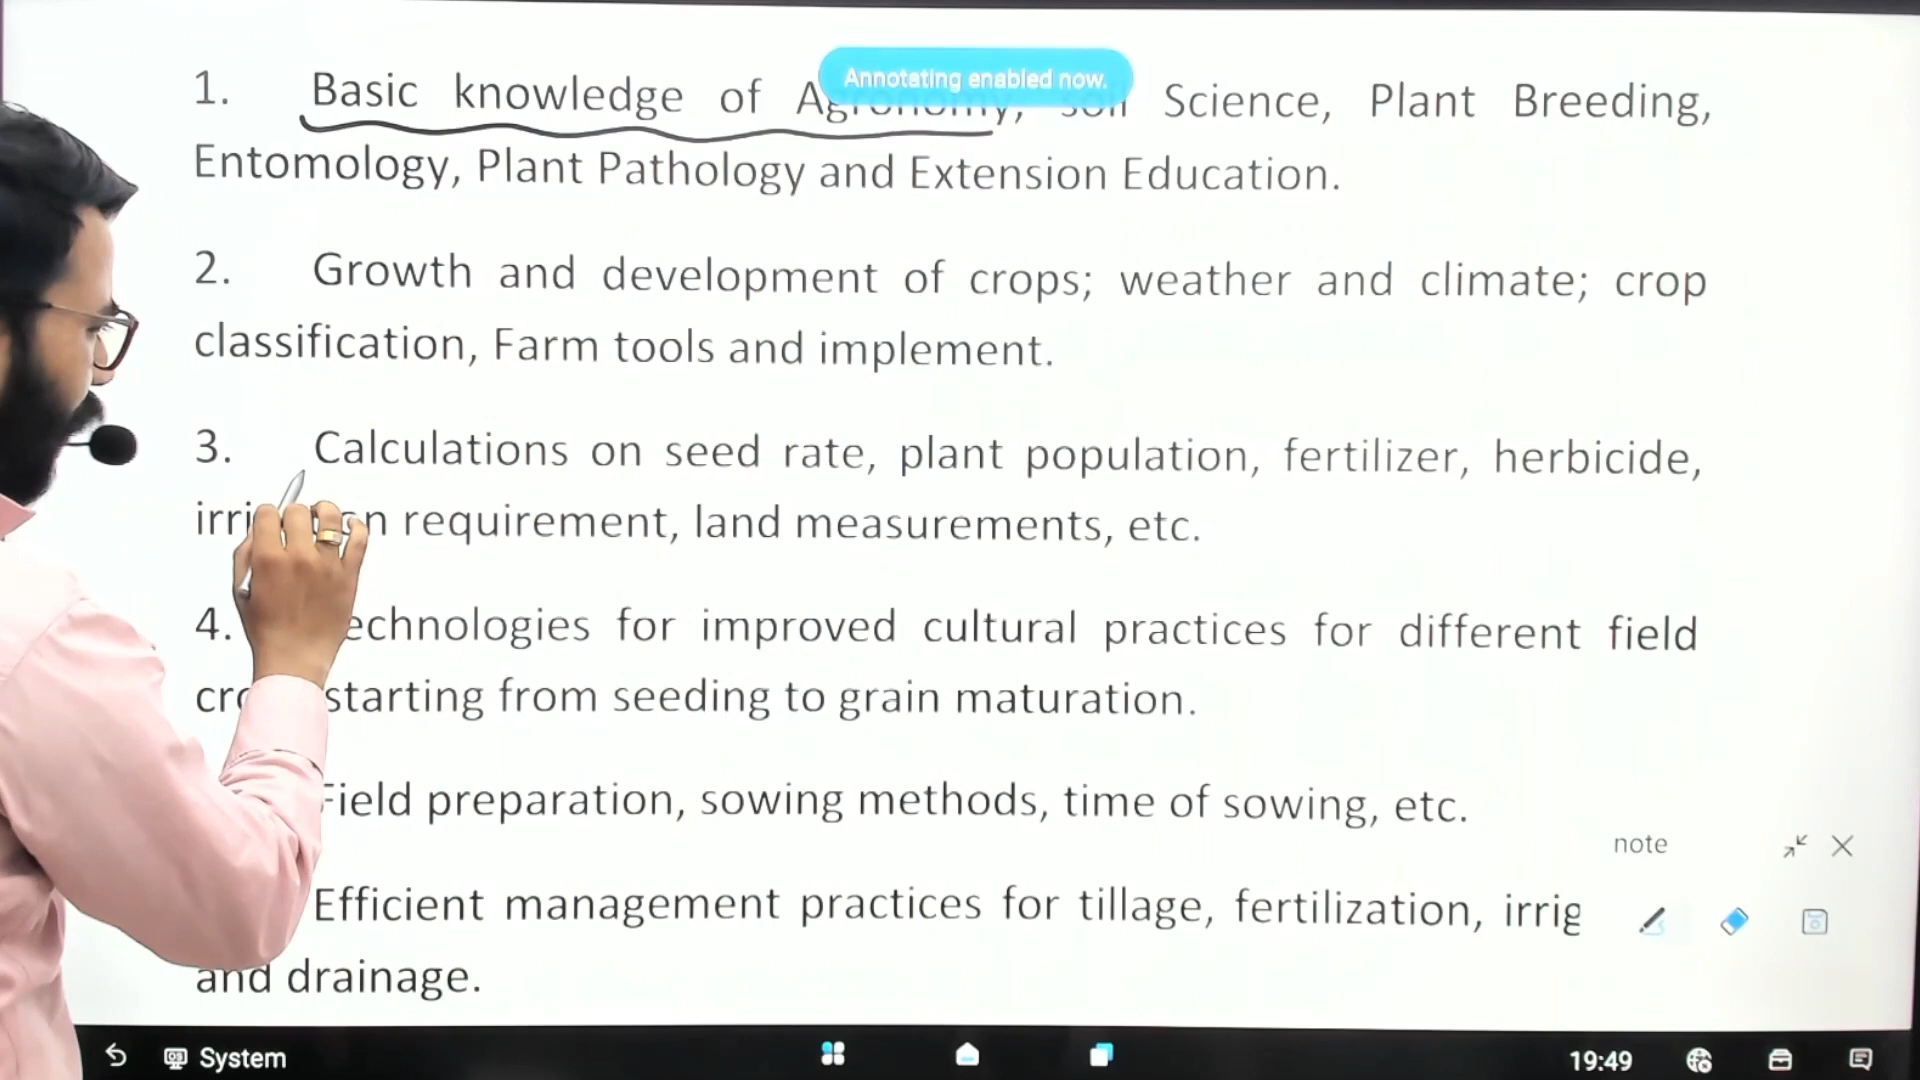 Annotating enabled now.
1. Basic knowledge of Agronomy, soil Science, Plant Breeding,
Entomology, Plant Pathology and Extension Education.
2. Growth and development of crops; weather and climate; crop
classification, Farm tools and implement.
3. Calculations on seed rate, plant population, fertilizer, herbicide,
requirement, land measurements, etc.
4. echnologies for improved cultural practices for different field
starting from seeding to grain maturation.
Field preparation, sowing methods, time of sowing, etc.
Efficient management practices for tillage, fertilization, irrig
and drainage.
note
System
19:49